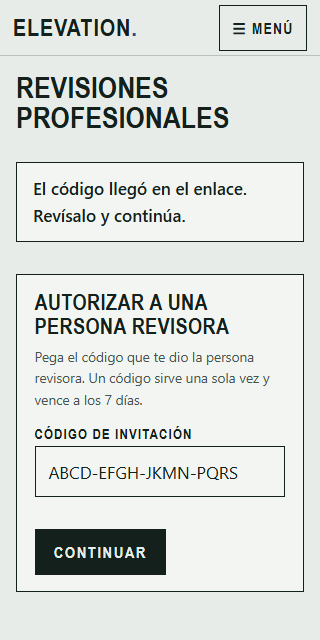 ELEVATION.
☰ MENÚ
REVISIONES
PROFESIONALES
El código llegó en el enlace.
Revísalo y continúa.
AUTORIZAR A UNA
PERSONA REVISORA
Pega el código que te dio la persona
revisora. Un código sirve una sola vez y
vence a los 7 días.
CÓDIGO DE INVITACIÓN
ABCD-EFGH-JKMN-PQRS
CONTINUAR